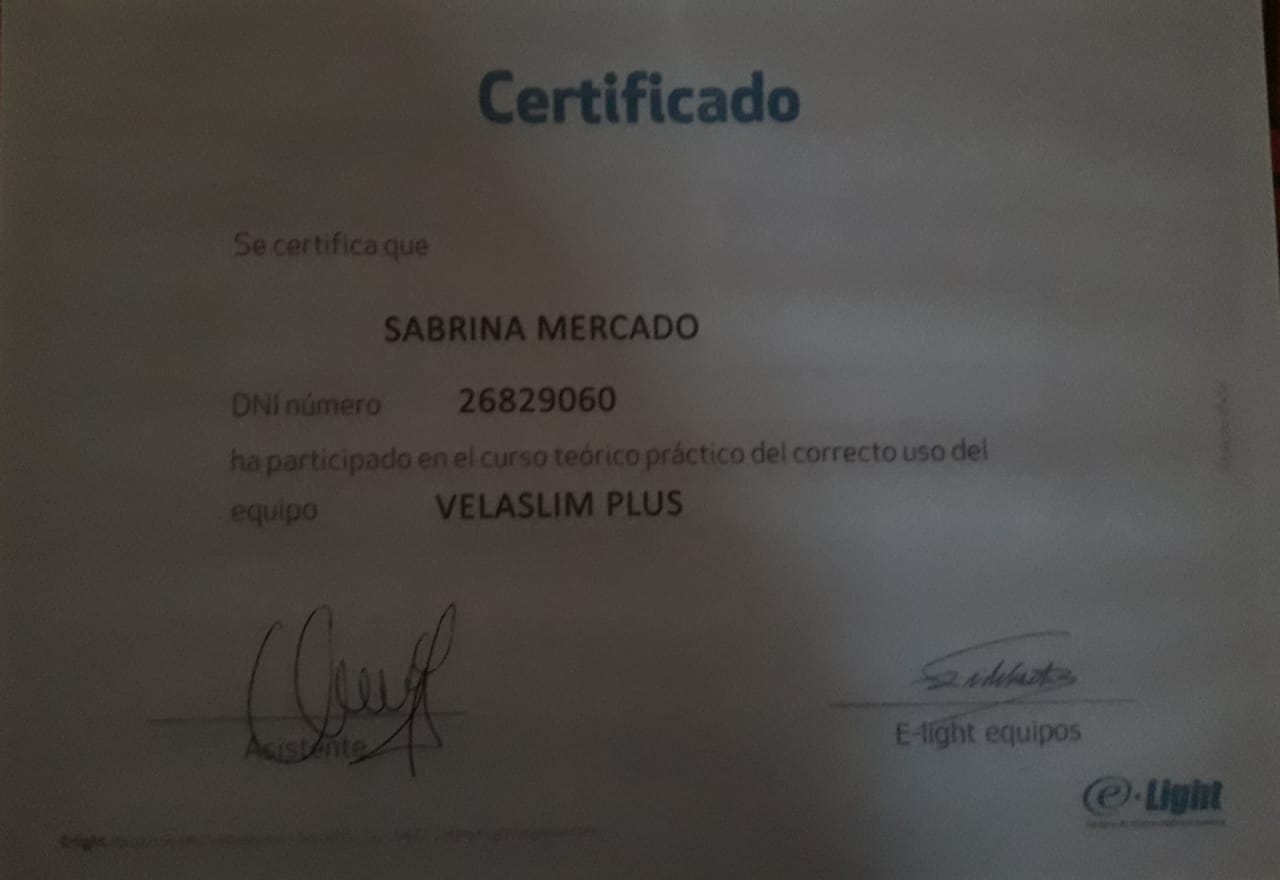 Certificado
Se certifica que
SABRINA MERCADO
DNI número 26829060
ha participado en el curso teórico práctico del correcto uso del
equipo VELASLIM PLUS
Asistente
E-light equipos
e-Light